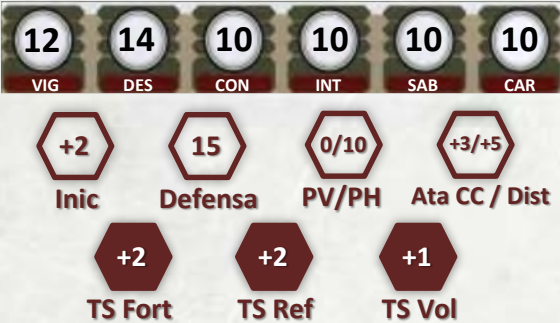 12 14 10 10 10 10
VIG DES CON INT SAB CAR
+2 15 0/10 +3/+5
Inic Defensa PV/PH Ata CC / Dist
+2 +2 +1
TS Fort TS Ref TS Vol